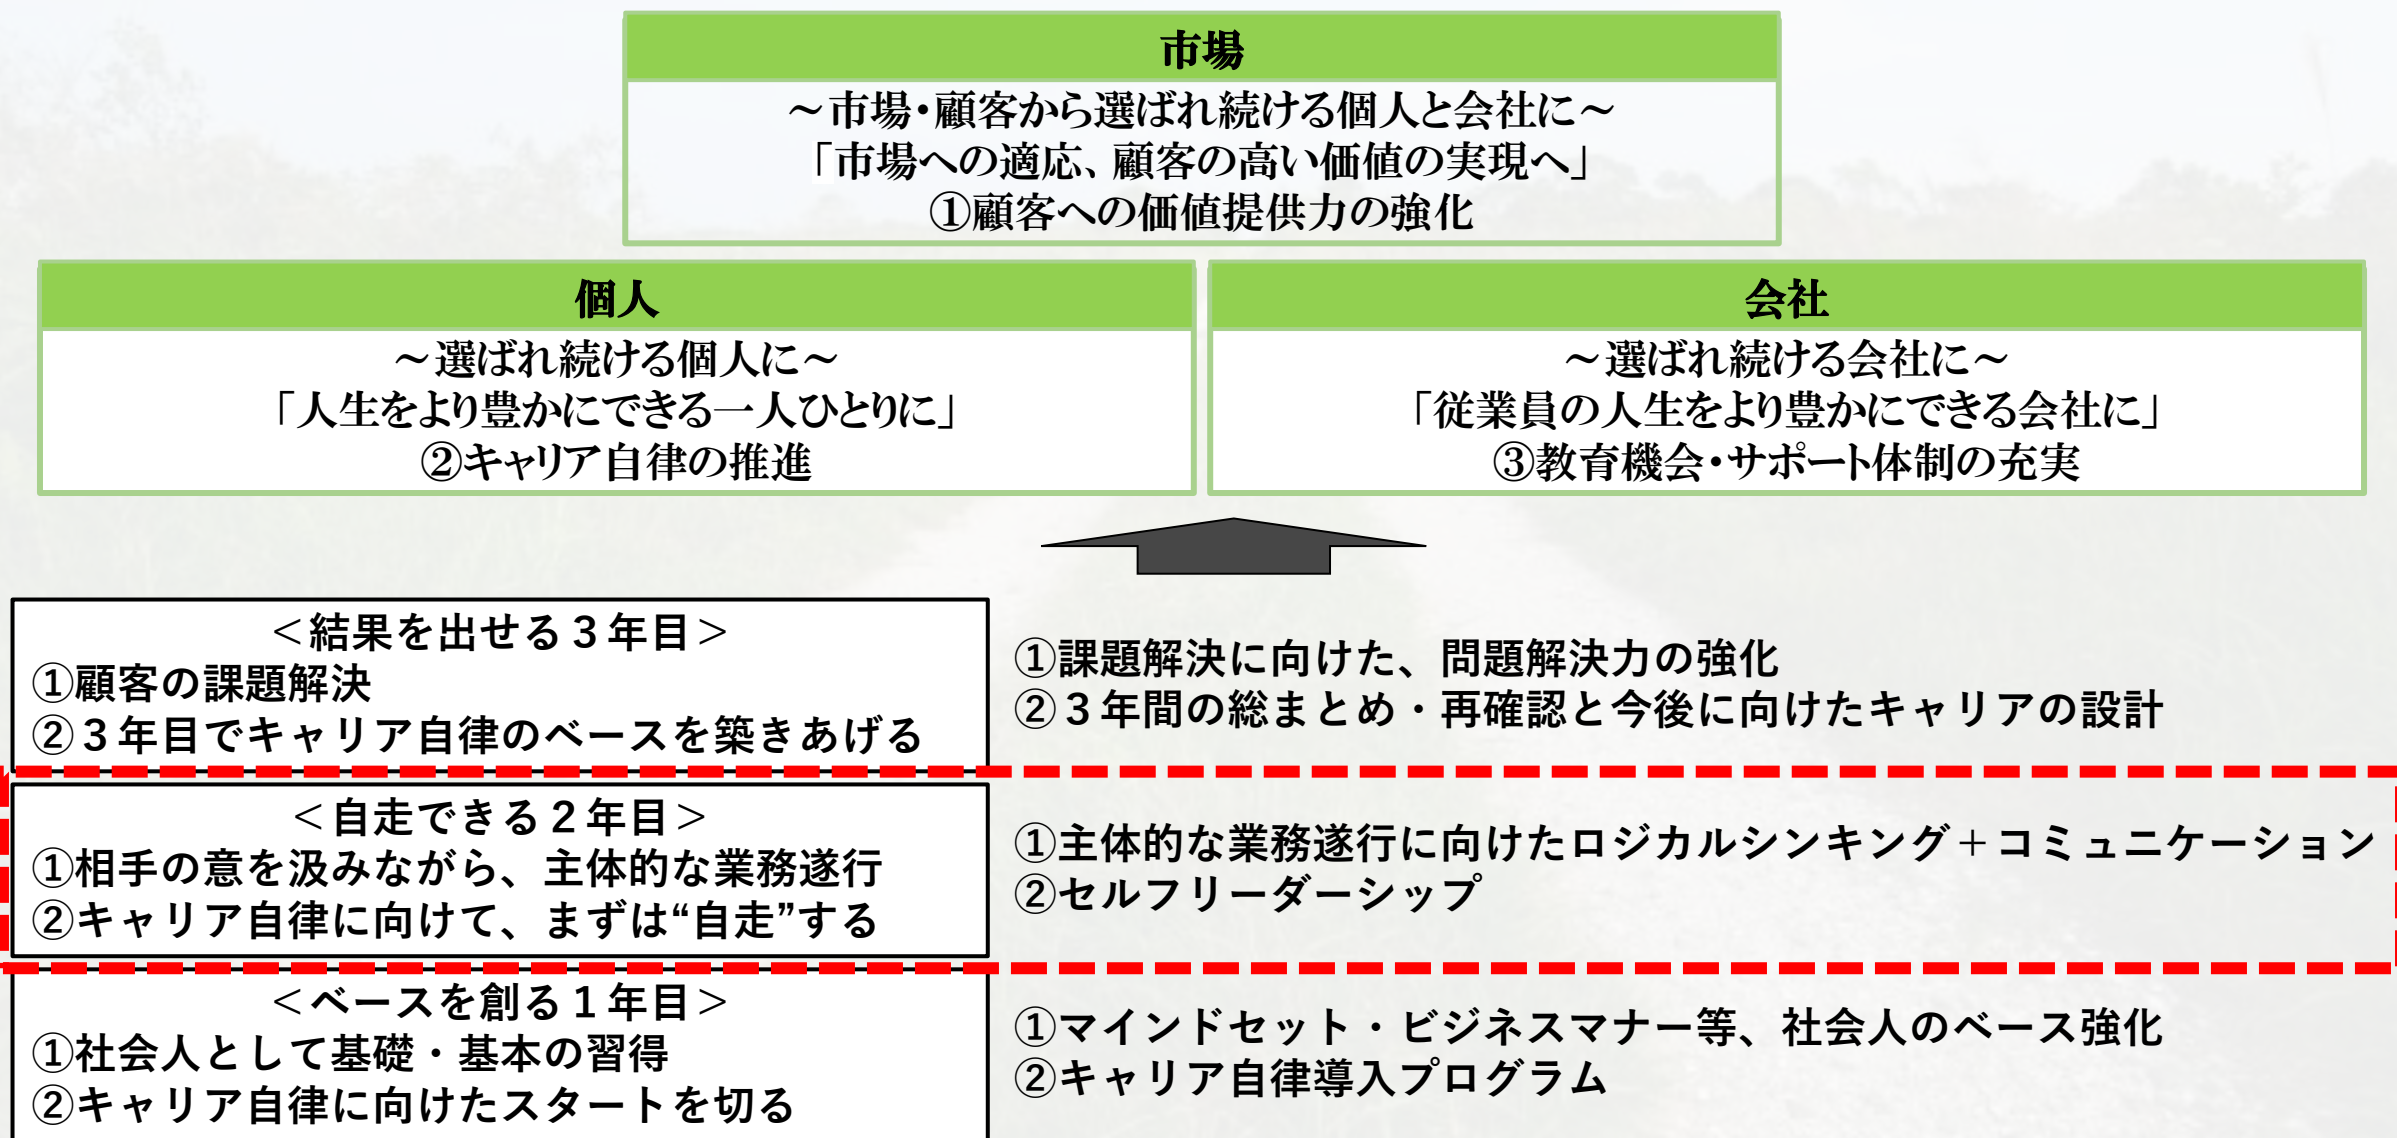 市場
～市場・顧客から選ばれ続ける個人と会社に～
「市場への適応、顧客の高い価値の実現へ」
①顧客への価値提供力の強化
個人
～選ばれ続ける個人に～
「人生をより豊かにできる一人ひとりに」
②キャリア自律の推進
会社
～選ばれ続ける会社に～
「従業員の人生をより豊かにできる会社に」
③教育機会・サポート体制の充実
＜結果を出せる３年目＞
①顧客の課題解決
②３年目でキャリア自律のベースを築きあげる
①課題解決に向けた、問題解決力の強化
②３年間の総まとめ・再確認と今後に向けたキャリアの設計
＜自走できる２年目＞
①相手の意を汲みながら、主体的な業務遂行
②キャリア自律に向けて、まずは“自走”する
①主体的な業務遂行に向けたロジカルシンキング＋コミュニケーション
②セルフリーダーシップ
＜ベースを創る１年目＞
①社会人として基礎・基本の習得
②キャリア自律に向けたスタートを切る
①マインドセット・ビジネスマナー等、社会人のベース強化
②キャリア自律導入プログラム